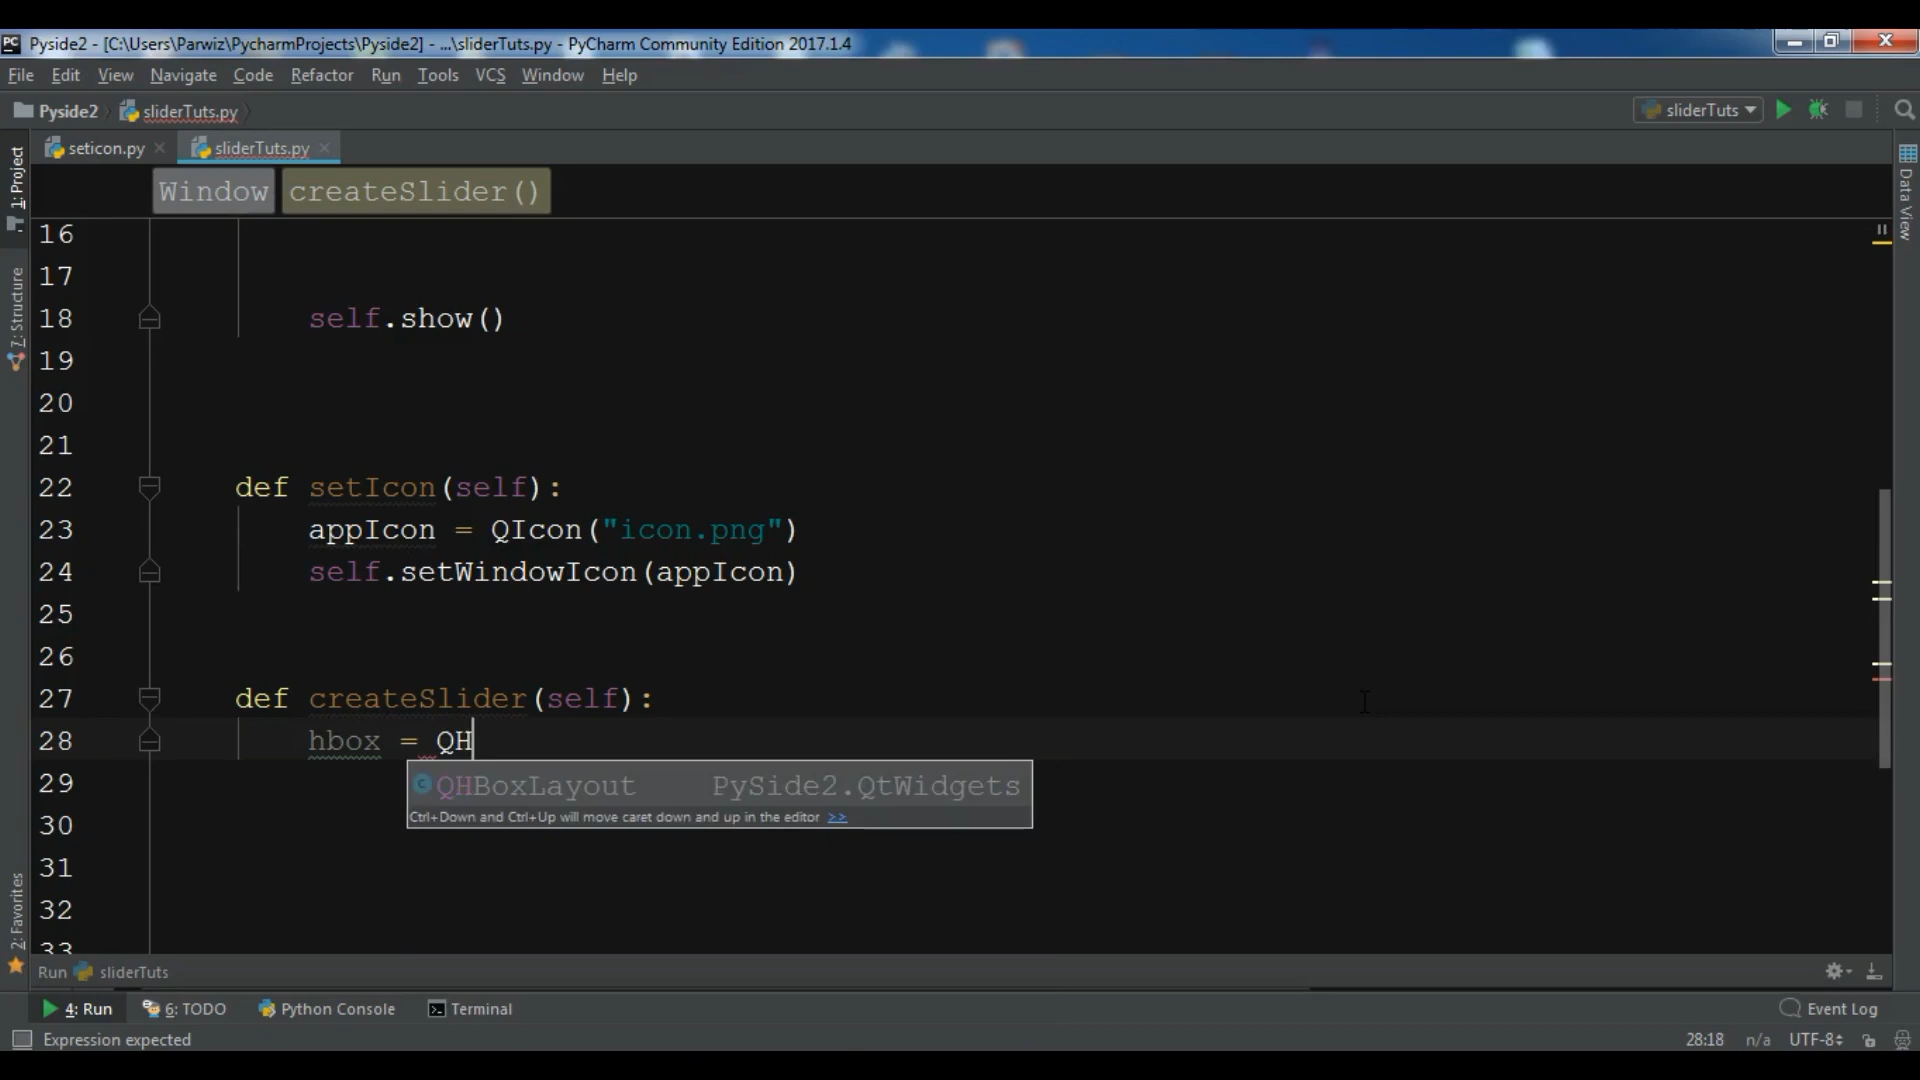 PC Pyside2 - [C:\Users\Parwiz\PycharmProjects\Pyside2] - ...\sliderTuts.py - PyCharm Community Edition 2017.1.4
File Edit View Navigate Code Refactor Run Tools VCS Window Help
Pyside2 sliderTuts.py sliderTuts
seticon.py sliderTuts.py
Window createSlider()
1: Project
7: Structure
2: Favorites
Data View
16
17
18 self.show()
19
20
21
22 def setIcon(self):
23 appIcon = QIcon("icon.png")
24 self.setWindowIcon(appIcon)
25
26
27 def createSlider(self):
28 hbox = QH
29 QHBoxLayout PySide2.QtWidgets
Ctrl+Down and Ctrl+Up will move caret down and up in the editor >>
30
31
32
33
Run sliderTuts
4: Run 6: TODO Python Console Terminal Event Log
Expression expected 28:18 n/a UTF-8